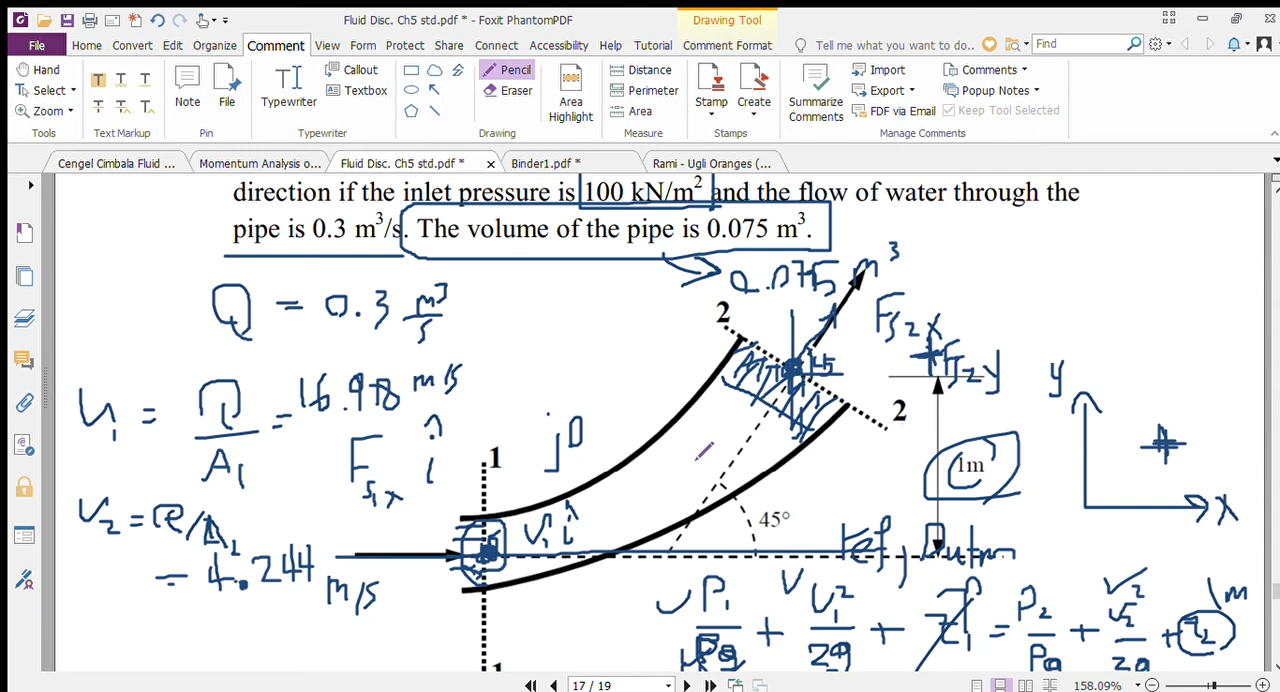 Fluid Disc. Ch5 std.pdf * - Foxit PhantomPDF
Drawing Tool
File Home Convert Edit Organize Comment View Form Protect Share Connect Accessibility Help Tutorial Comment Format Tell me what you want to do.. Find
Hand
Select
Zoom
Tools
T T T
T T T
Text Markup
Note
File
Pin
Typewriter
Callout
Textbox
Typewriter
Pencil
Eraser
Drawing
Area Highlight
Distance
Perimeter
Area
Measure
Stamp
Create
Stamps
Summarize Comments
Import
Export
FDF via Email
Comments
Popup Notes
Keep Tool Selected
Manage Comments
Cengel Cimbala Fluid ... Momentum Analysis o... Fluid Disc. Ch5 std.pdf * Binder1.pdf * Rami - Ugli Oranges (...
direction if the inlet pressure is 100 kN/m² and the flow of water through the
pipe is 0.3 m³/s. The volume of the pipe is 0.075 m³.
0.075 m³
Q = 0.3 m³/s
2
y
V₁ = Q/A₁ = 16.978 m/s
2
1m
1
45°
x
V₂ = Q/A₂
= 4.244 m/s
V₁ î
P₁/ρg + V₁²/2g + Z₁ = P₂/ρg + V₂²/2g + Z₂
1m
1
17 / 19
158.09%